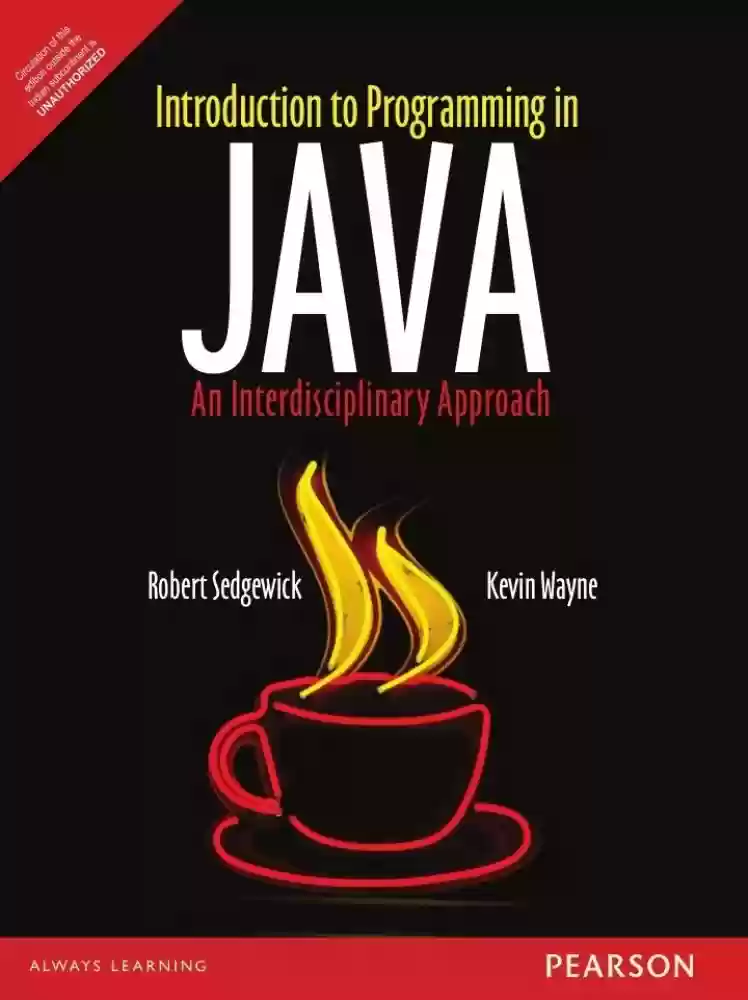 Circulation of this
edition outside the
Indian subcontinent is
UNAUTHORIZED
Introduction to Programming in
JAVA
An Interdisciplinary Approach
Robert Sedgewick
Kevin Wayne
ALWAYS LEARNING
PEARSON